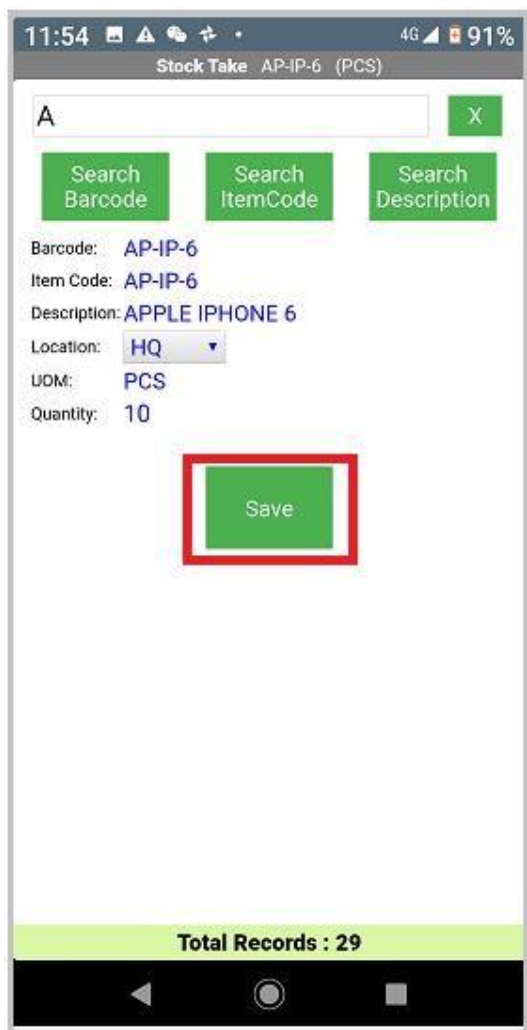 11:54 4G 91%
Stock Take AP-IP-6 (PCS)
A X
Search Barcode
Search ItemCode
Search Description
Barcode: AP-IP-6
Item Code: AP-IP-6
Description: APPLE IPHONE 6
Location: HQ
UOM: PCS
Quantity: 10
Save
Total Records : 29